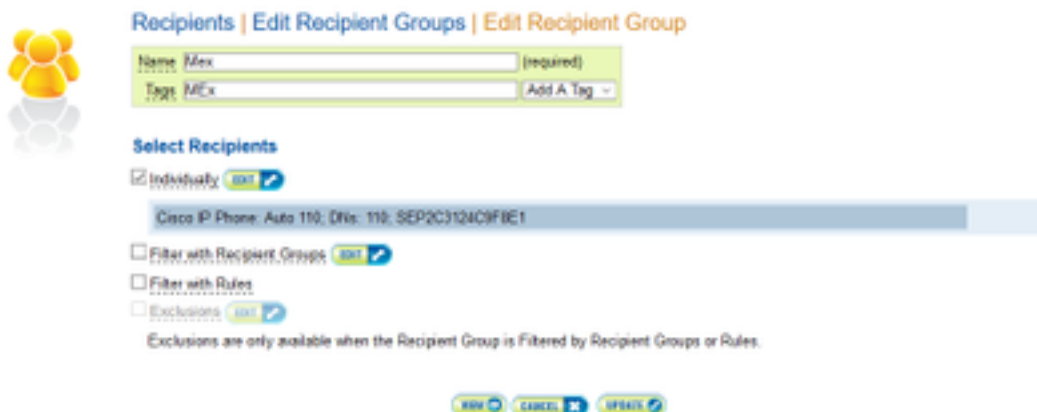 Recipients | Edit Recipient Groups | Edit Recipient Group
Name Mex (required)
Tags MEx Add A Tag
Select Recipients
Individually EDIT
Cisco IP Phone: Auto 110; DNs: 110; SEP2C3124C9F8E1
Filter with Recipient Groups EDIT
Filter with Rules
Exclusions EDIT
Exclusions are only available when the Recipient Group is Filtered by Recipient Groups or Rules.
VIEW CANCEL UPDATE